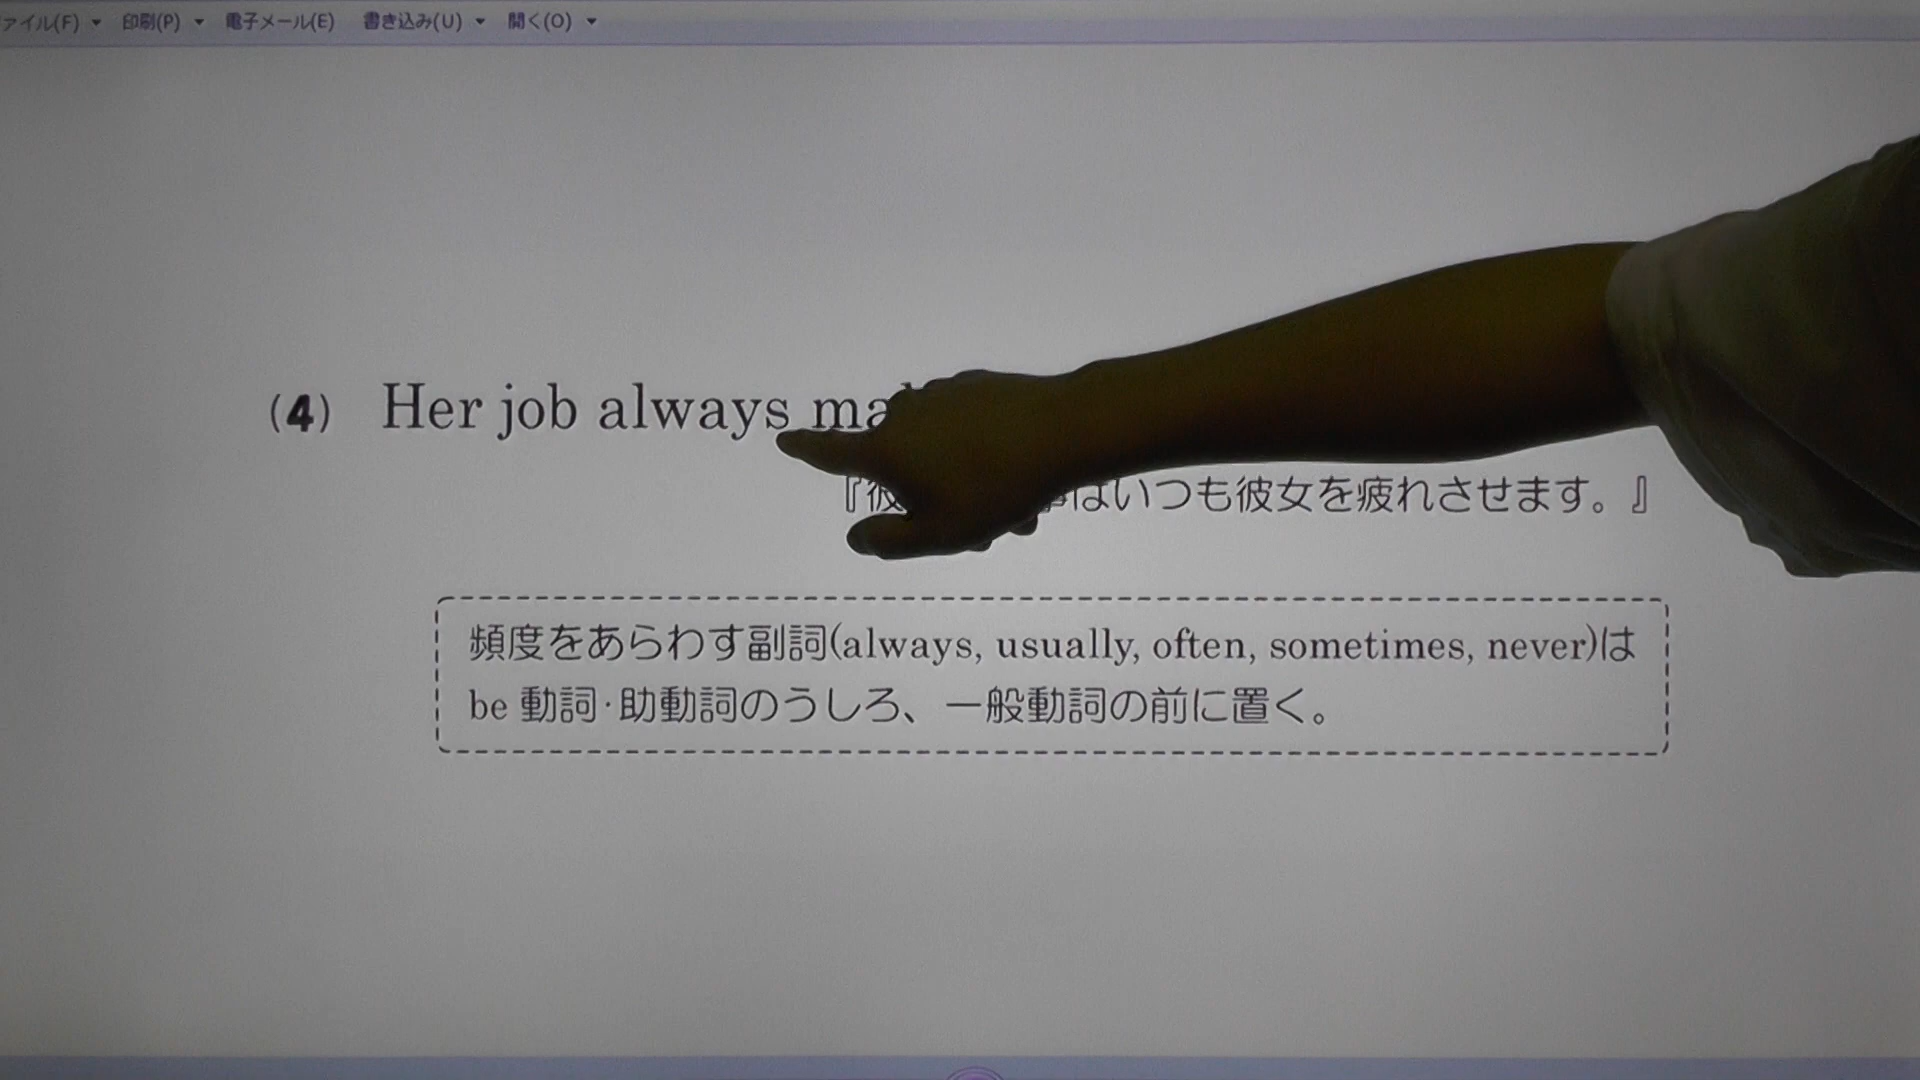 ァイル(F) 印刷(P) 電子メール(E) 書き込み(U) 開く(O)
(4) Her job always
はいつも彼女を疲れさせます。』
頻度をあらわす副詞(always, usually, often, sometimes, never)は
be 動詞·助動詞のうしろ、一般動詞の前に置く。